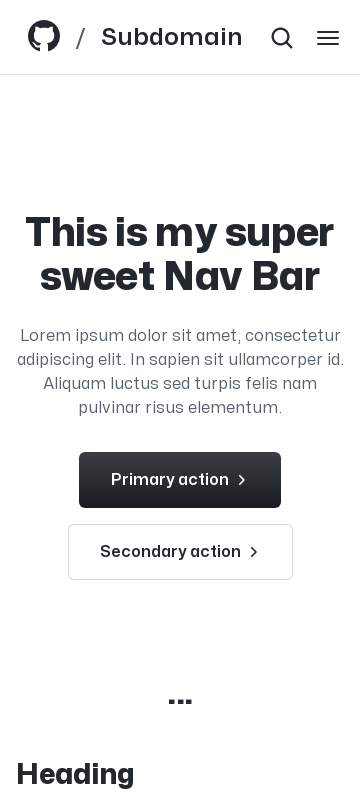 / Subdomain
This is my super
sweet Nav Bar
Lorem ipsum dolor sit amet, consectetur
adipiscing elit. In sapien sit ullamcorper id.
Aliquam luctus sed turpis felis nam
pulvinar risus elementum.
Primary action
Secondary action
...
Heading